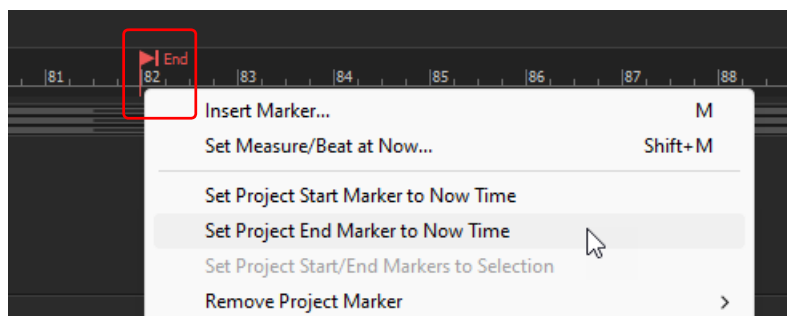 End
81 82 83 84 85 86 87 88
Insert Marker... M
Set Measure/Beat at Now... Shift+M
Set Project Start Marker to Now Time
Set Project End Marker to Now Time
Set Project Start/End Markers to Selection
Remove Project Marker